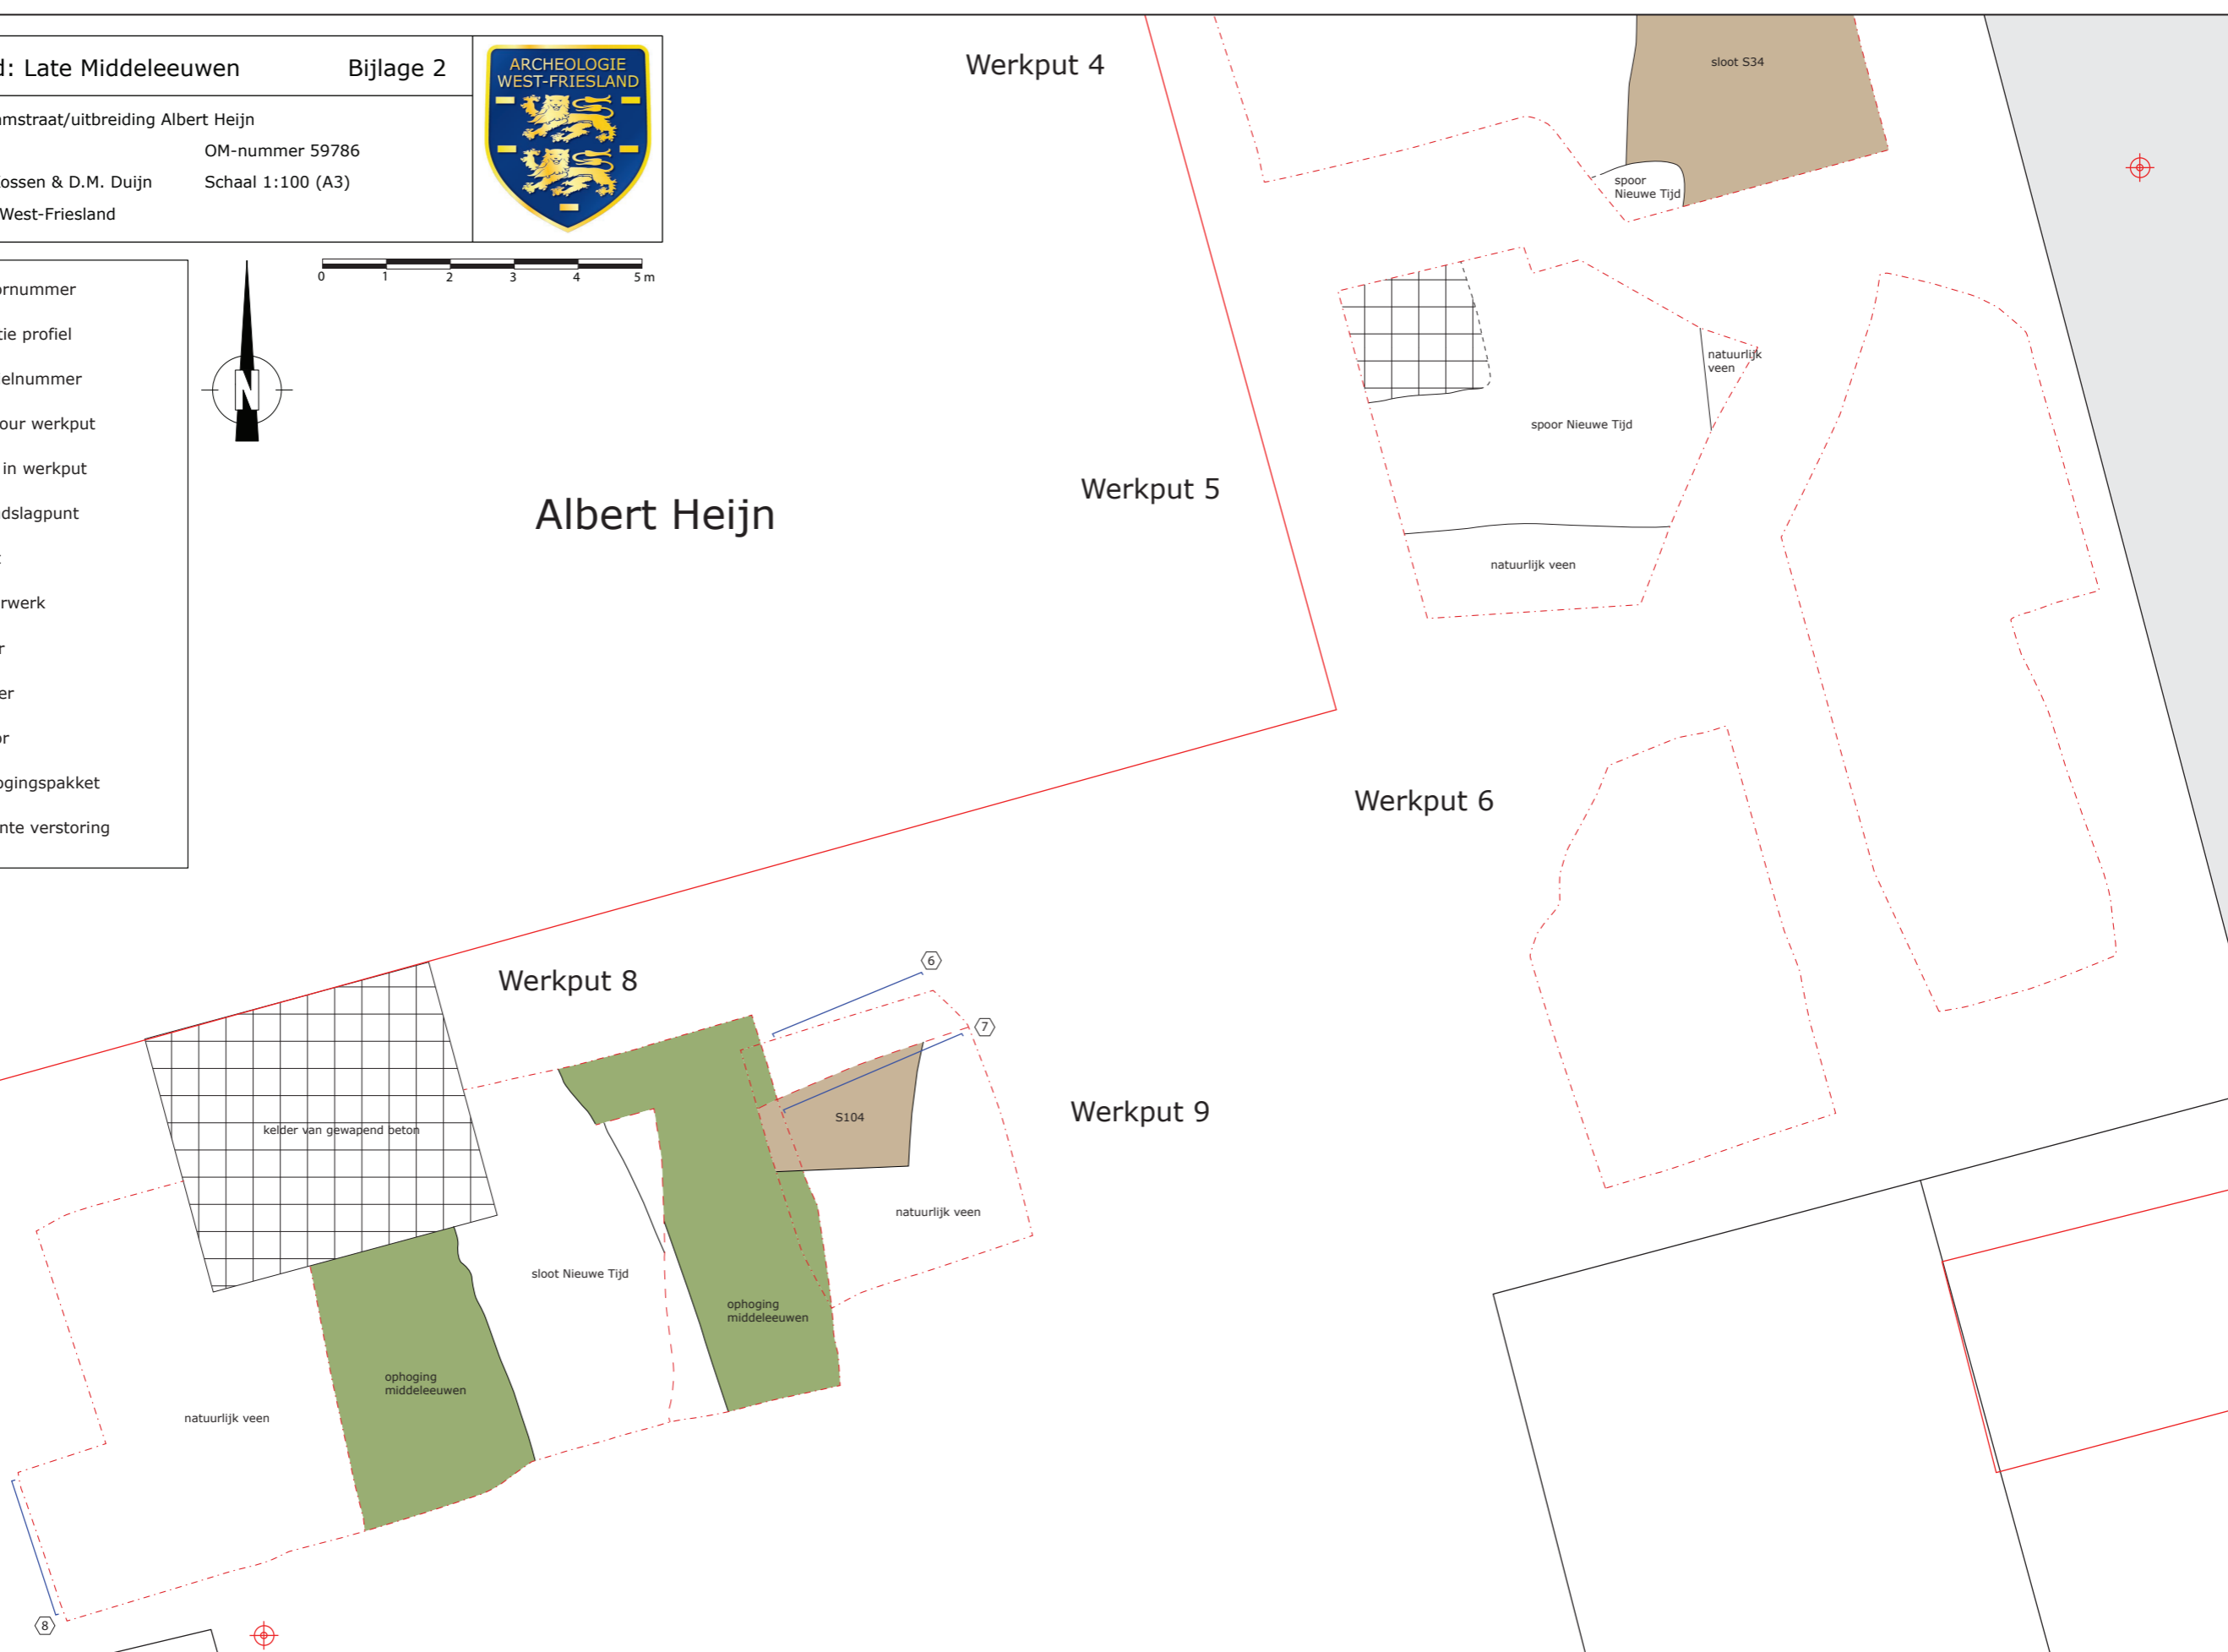 : Late Middeleeuwen Bijlage 2
mstraat/uitbreiding Albert Heijn
OM-nummer 59786
ossen & D.M. Duijn Schaal 1:100 (A3)
West-Friesland
ARCHEOLOGIE
WEST-FRIESLAND
0 1 2 3 4 5 m
N
rnummer
tie profiel
elnummer
our werkput
in werkput
dslagpunt
rwerk
r
er
or
ogingspakket
nte verstoring
Albert Heijn
Werkput 4
sloot S34
spoor
Nieuwe Tijd
natuurlijk
veen
spoor Nieuwe Tijd
Werkput 5
natuurlijk veen
Werkput 6
Werkput 8
6
7
kelder van gewapend beton
S104
Werkput 9
natuurlijk veen
sloot Nieuwe Tijd
ophoging
middeleeuwen
ophoging
middeleeuwen
natuurlijk veen
8